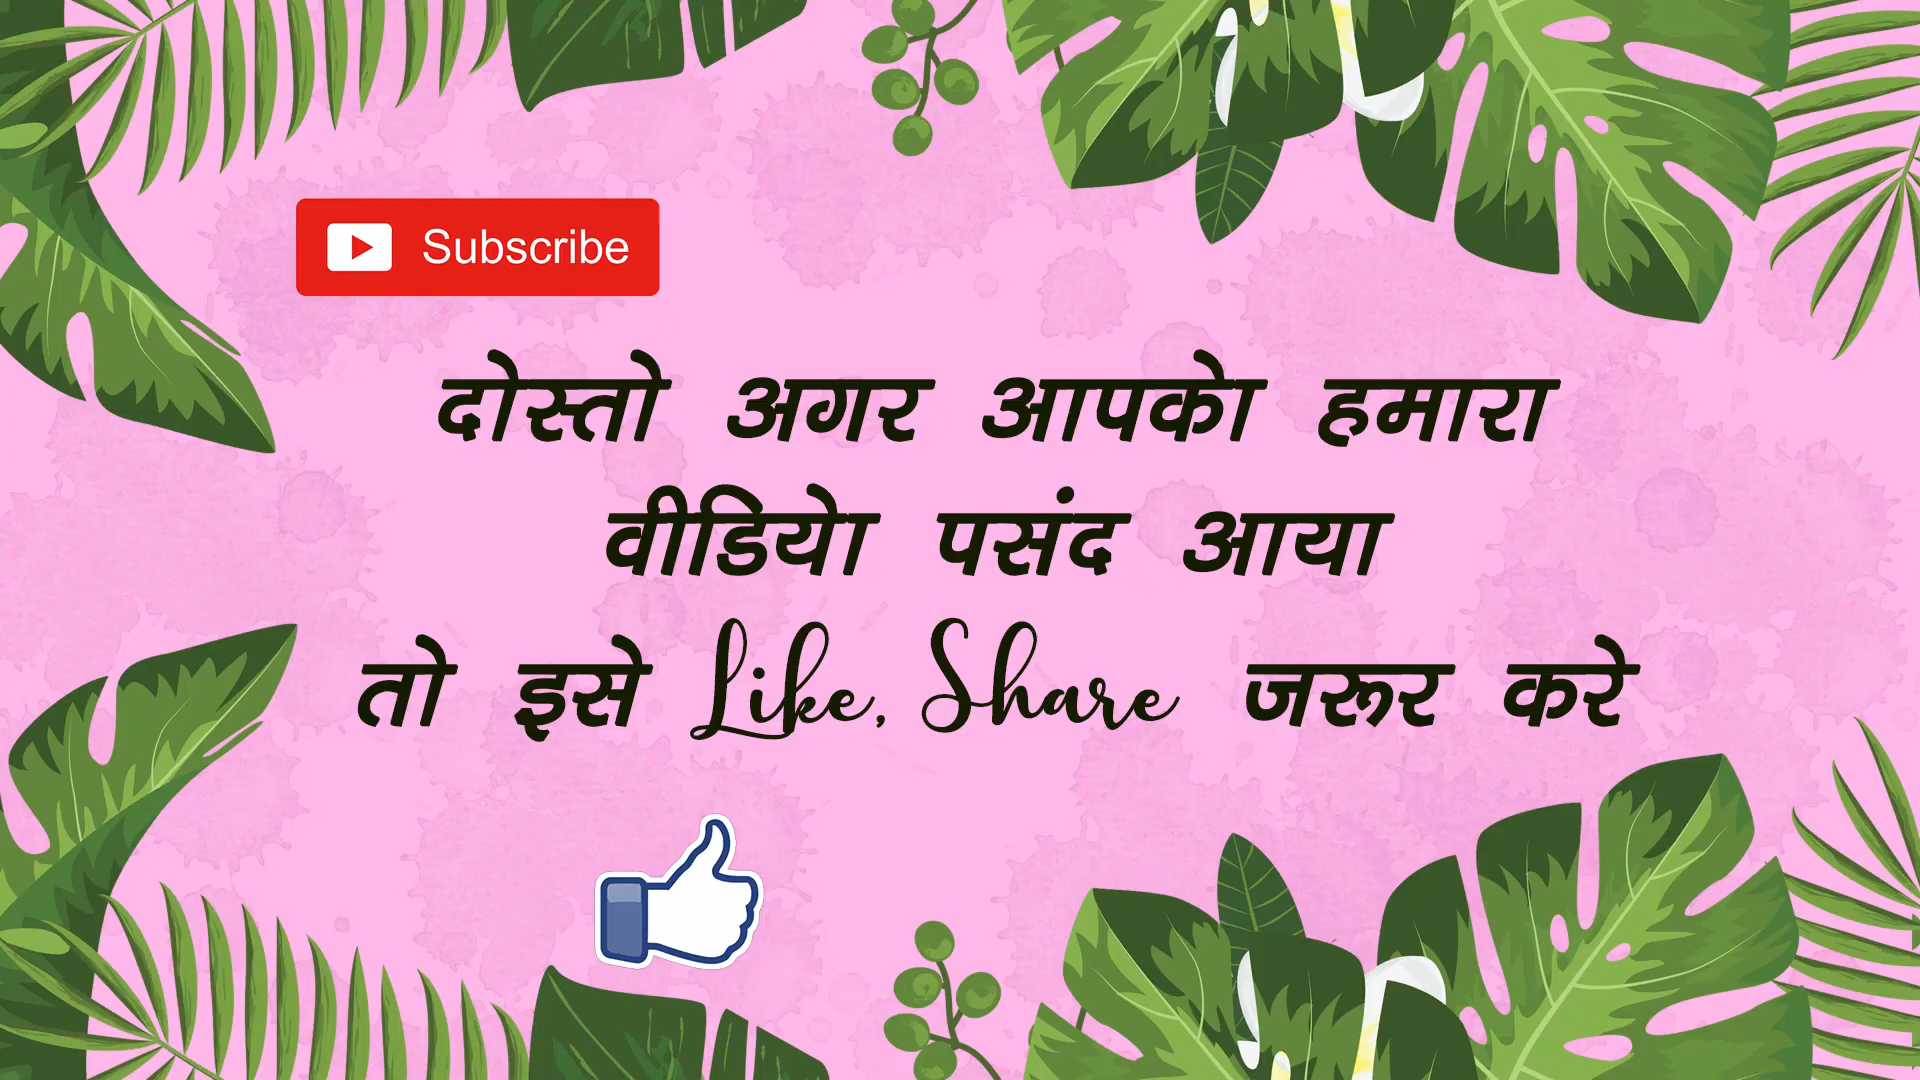 Subscribe
दोस्तो अगर आपको हमारा
वीडियो पसंद आया
तो इसे Like, Share जरूर करे